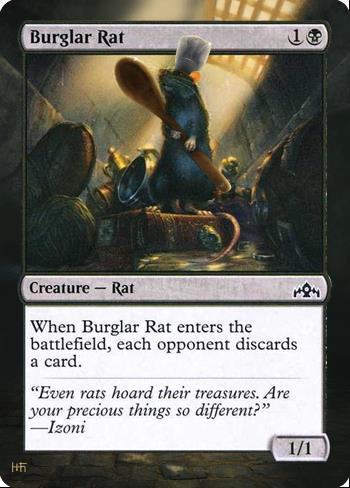 Burglar Rat 1
Creature — Rat
When Burglar Rat enters the
battlefield, each opponent discards
a card.
“Even rats hoard their treasures. Are
your precious things so different?”
—Izoni
1/1